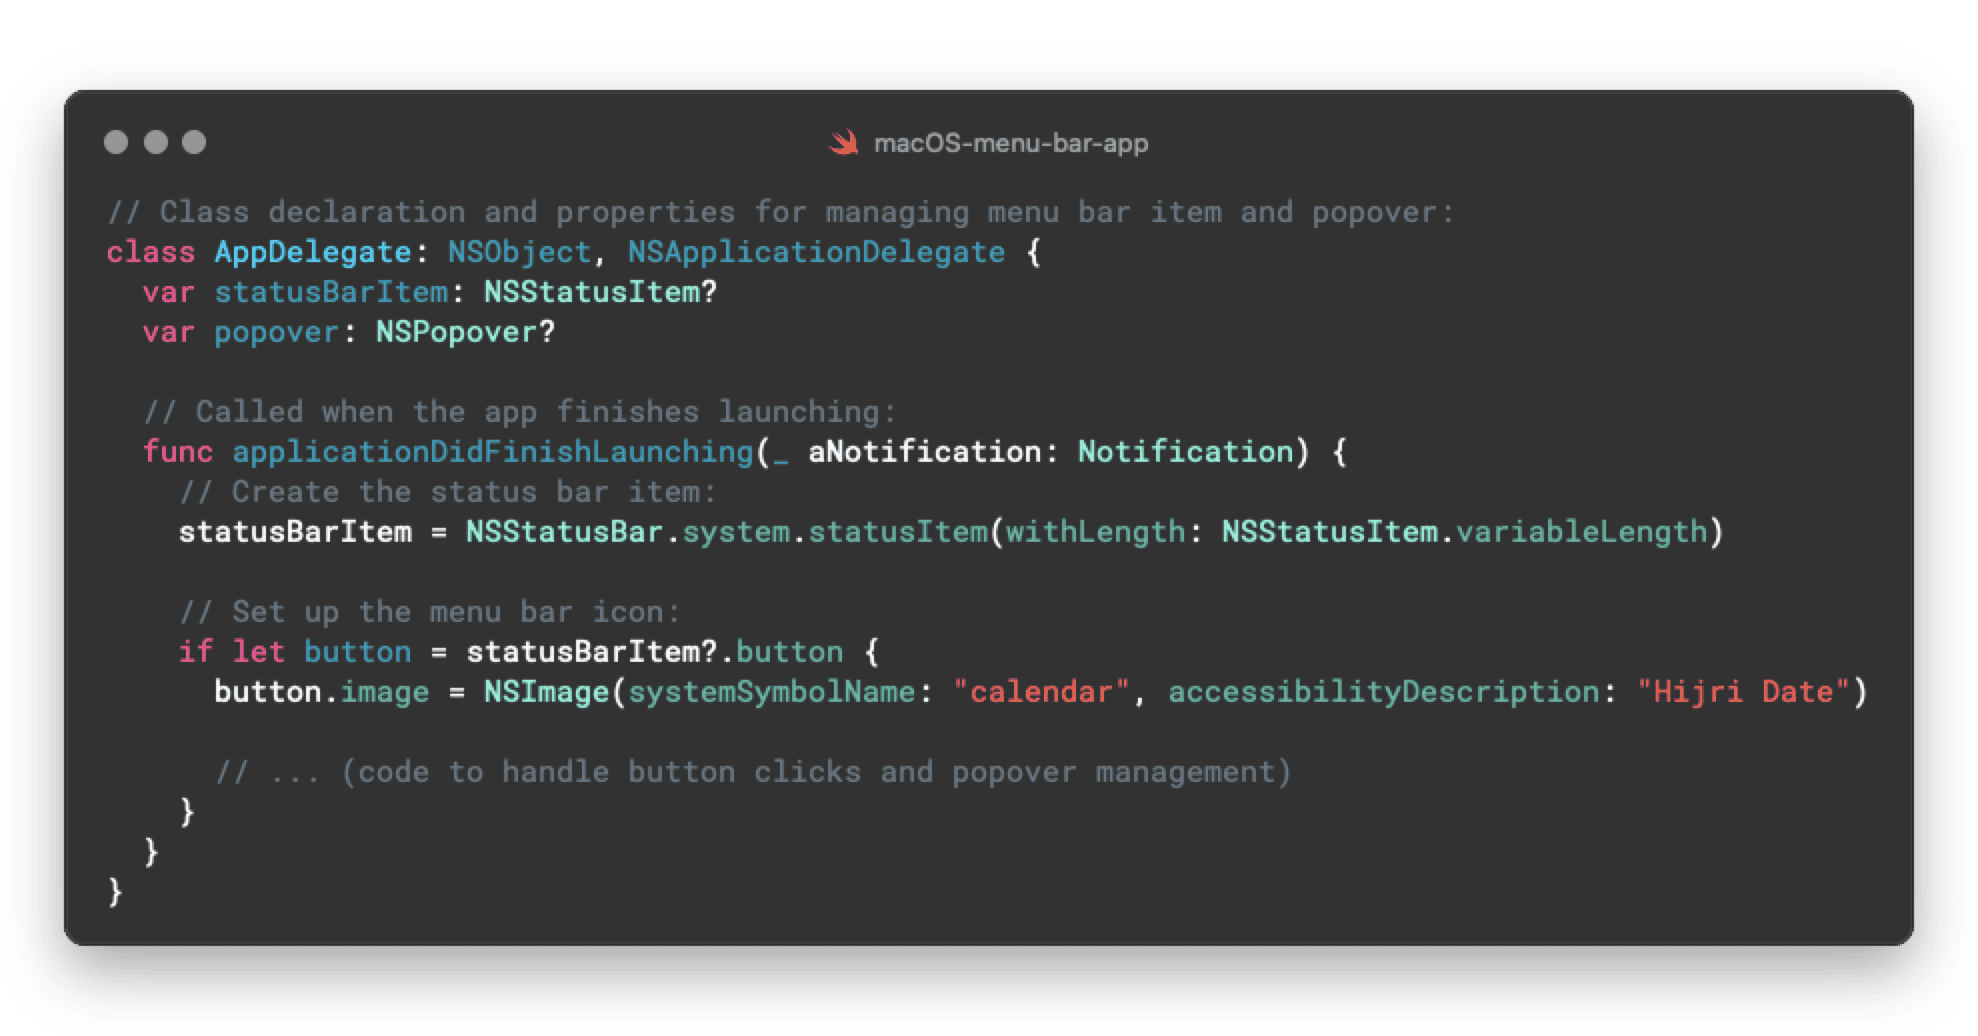 macOS-menu-bar-app
// Class declaration and properties for managing menu bar item and popover:
class AppDelegate: NSObject, NSApplicationDelegate {
  var statusBarItem: NSStatusItem?
  var popover: NSPopover?

  // Called when the app finishes launching:
  func applicationDidFinishLaunching(_ aNotification: Notification) {
    // Create the status bar item:
    statusBarItem = NSStatusBar.system.statusItem(withLength: NSStatusItem.variableLength)

    // Set up the menu bar icon:
    if let button = statusBarItem?.button {
      button.image = NSImage(systemSymbolName: "calendar", accessibilityDescription: "Hijri Date")

      // ... (code to handle button clicks and popover management)
    }
  }
}